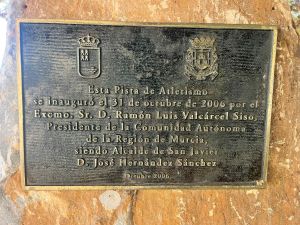 Esta Pista de Atletismo
se inauguró el 31 de octubre de 2006 por el
Excmo. Sr. D. Ramón Luis Valcárcel Siso,
Presidente de la Comunidad Autónoma
de la Región de Murcia,
siendo Alcalde de San Javier
D. José Hernández Sánchez
Octubre 2006